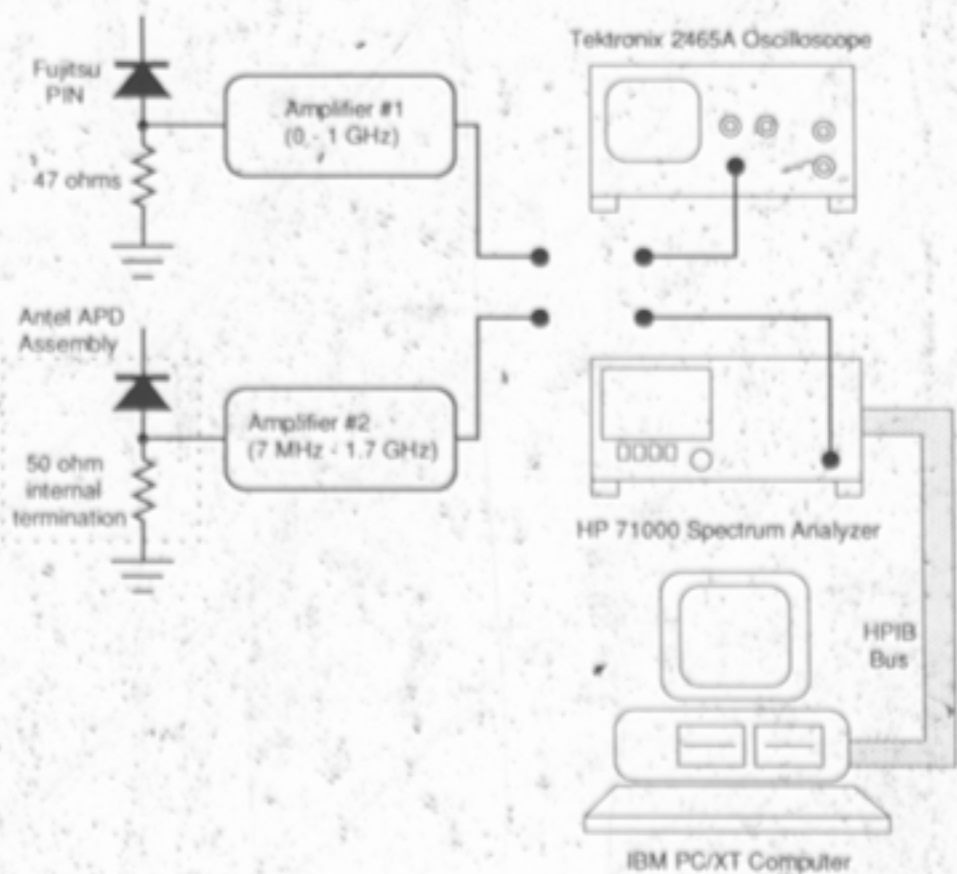 Fujitsu
PIN
47 ohms
Amplifier #1
(0 - 1 GHz)
Tektronix 2465A Oscilloscope
Antel APD
Assembly
50 ohm
internal
termination
Amplifier #2
(7 MHz - 1.7 GHz)
HP 71000 Spectrum Analyzer
HPIB
Bus
IBM PC/XT Computer